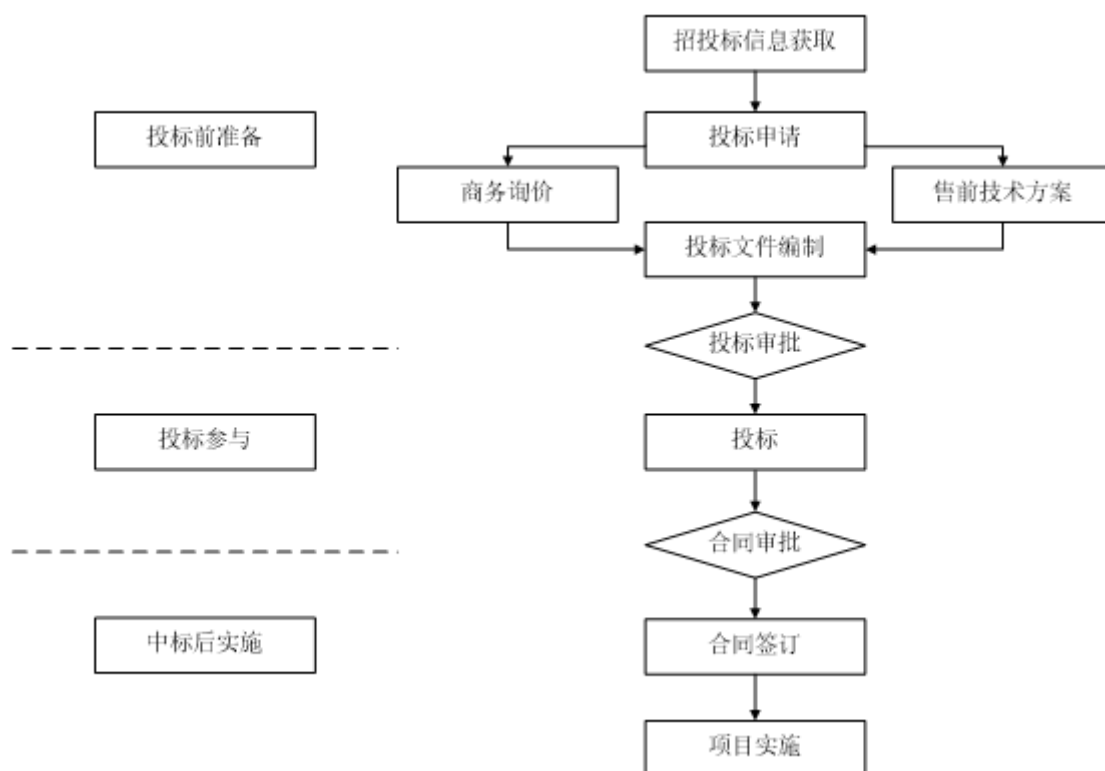 招投标信息获取
投标前准备
投标申请
商务询价
售前技术方案
投标文件编制
投标审批
投标参与
投标
合同审批
中标后实施
合同签订
项目实施